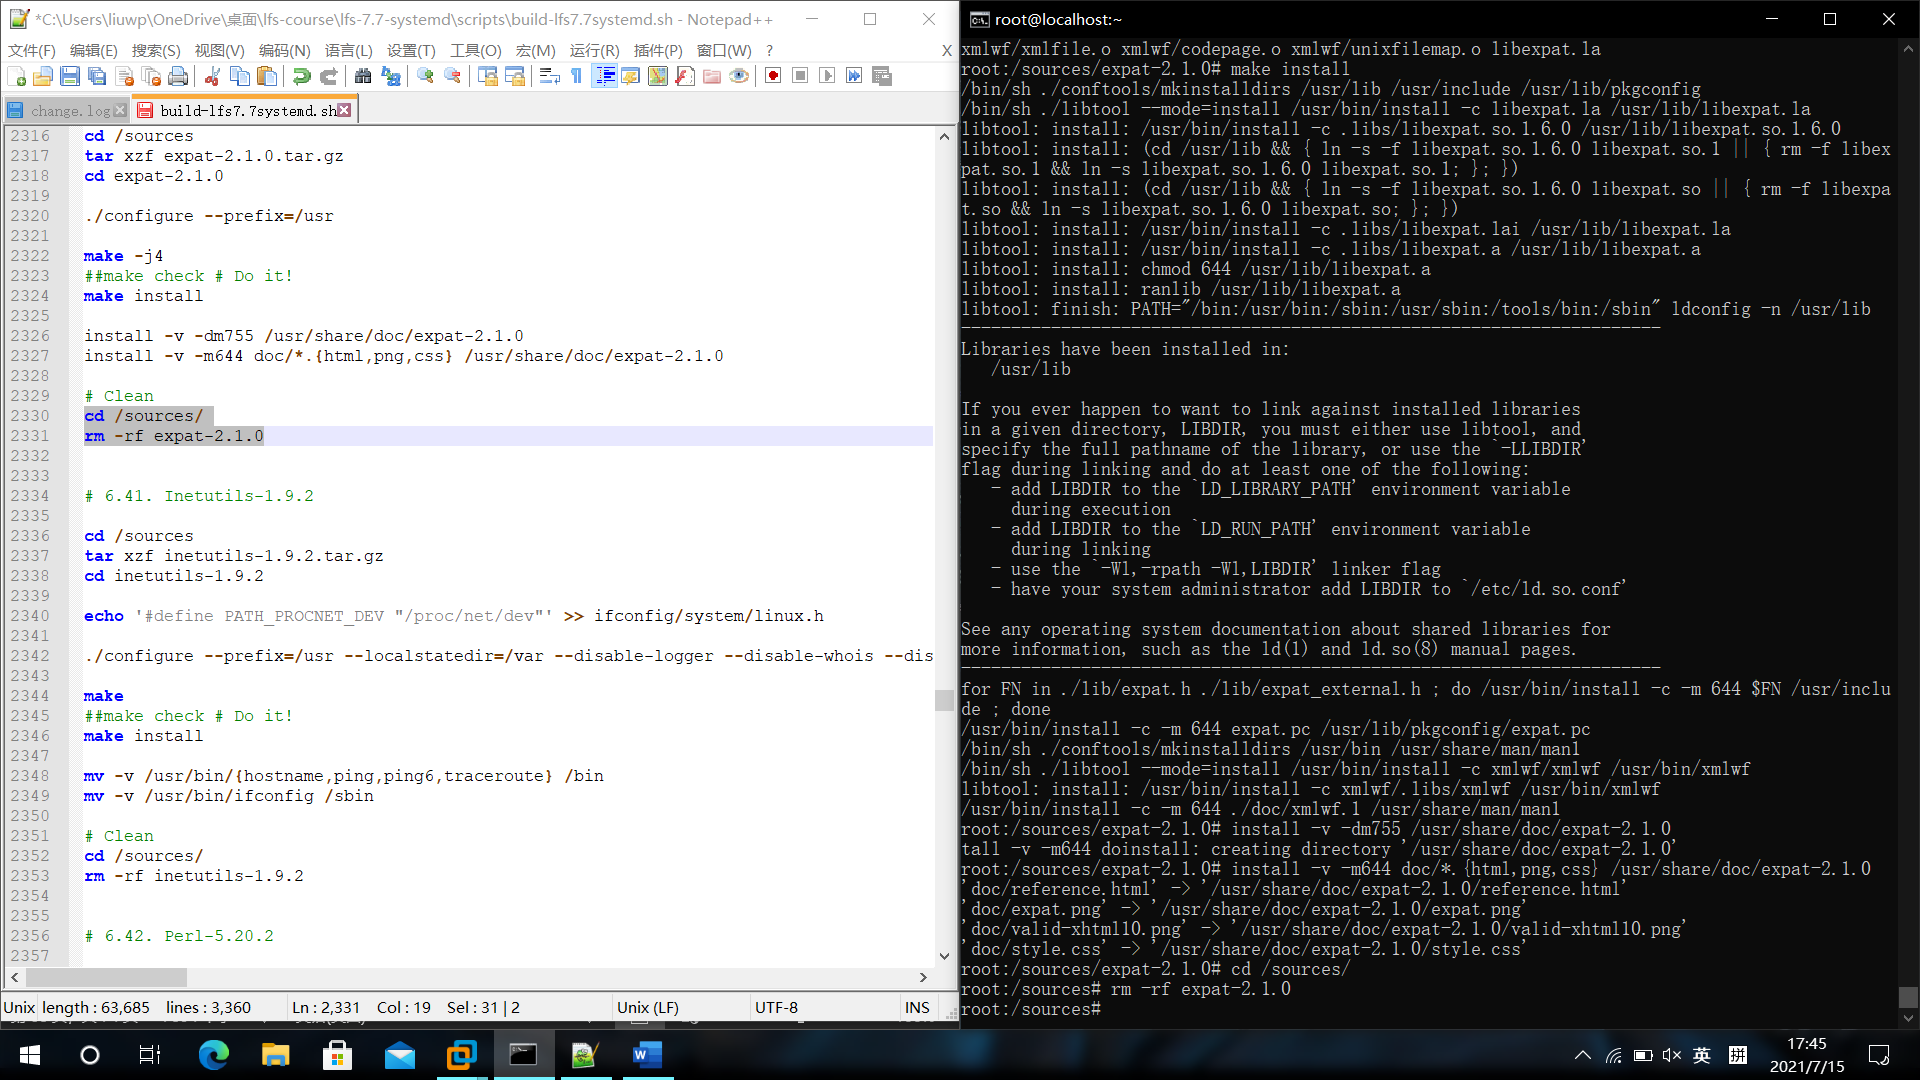 *C:\Users\liuwp\OneDrive\桌面\lfs-course\lfs-7.7-systemd\scripts\build-lfs7.7systemd.sh - Notepad++
文件(F) 编辑(E) 搜索(S) 视图(V) 编码(N) 语言(L) 设置(T) 工具(O) 宏(M) 运行(R) 插件(P) 窗口(W) ? X
change.log build-lfs7.7systemd.sh
2316 cd /sources
2317 tar xzf expat-2.1.0.tar.gz
2318 cd expat-2.1.0
2319
2320 ./configure --prefix=/usr
2321
2322 make -j4
2323 ##make check # Do it!
2324 make install
2325
2326 install -v -dm755 /usr/share/doc/expat-2.1.0
2327 install -v -m644 doc/*.{html,png,css} /usr/share/doc/expat-2.1.0
2328
2329 # Clean
2330 cd /sources/
2331 rm -rf expat-2.1.0
2332
2333
2334 # 6.41. Inetutils-1.9.2
2335
2336 cd /sources
2337 tar xzf inetutils-1.9.2.tar.gz
2338 cd inetutils-1.9.2
2339
2340 echo '#define PATH_PROCNET_DEV "/proc/net/dev"' >> ifconfig/system/linux.h
2341
2342 ./configure --prefix=/usr --localstatedir=/var --disable-logger --disable-whois --dis
2343
2344 make
2345 ##make check # Do it!
2346 make install
2347
2348 mv -v /usr/bin/{hostname,ping,ping6,traceroute} /bin
2349 mv -v /usr/bin/ifconfig /sbin
2350
2351 # Clean
2352 cd /sources/
2353 rm -rf inetutils-1.9.2
2354
2355
2356 # 6.42. Perl-5.20.2
2357
Unix length : 63,685 lines : 3,360 Ln : 2,331 Col : 19 Sel : 31 | 2 Unix (LF) UTF-8 INS
root@localhost:~
xmlwf/xmlfile.o xmlwf/codepage.o xmlwf/unixfilemap.o libexpat.la
root:/sources/expat-2.1.0# make install
/bin/sh ./conftools/mkinstalldirs /usr/lib /usr/include /usr/lib/pkgconfig
/bin/sh ./libtool --mode=install /usr/bin/install -c libexpat.la /usr/lib/libexpat.la
libtool: install: /usr/bin/install -c .libs/libexpat.so.1.6.0 /usr/lib/libexpat.so.1.6.0
libtool: install: (cd /usr/lib && { ln -s -f libexpat.so.1.6.0 libexpat.so.1 || { rm -f libex
pat.so.1 && ln -s libexpat.so.1.6.0 libexpat.so.1; }; })
libtool: install: (cd /usr/lib && { ln -s -f libexpat.so.1.6.0 libexpat.so || { rm -f libexpa
t.so && ln -s libexpat.so.1.6.0 libexpat.so; }; })
libtool: install: /usr/bin/install -c .libs/libexpat.lai /usr/lib/libexpat.la
libtool: install: /usr/bin/install -c .libs/libexpat.a /usr/lib/libexpat.a
libtool: install: chmod 644 /usr/lib/libexpat.a
libtool: install: ranlib /usr/lib/libexpat.a
libtool: finish: PATH="/bin:/usr/bin:/sbin:/usr/sbin:/tools/bin:/sbin" ldconfig -n /usr/lib
----------------------------------------------------------------------
Libraries have been installed in:
/usr/lib
If you ever happen to want to link against installed libraries
in a given directory, LIBDIR, you must either use libtool, and
specify the full pathname of the library, or use the `-LLIBDIR'
flag during linking and do at least one of the following:
- add LIBDIR to the `LD_LIBRARY_PATH' environment variable
during execution
- add LIBDIR to the `LD_RUN_PATH' environment variable
during linking
- use the `-Wl,-rpath -Wl,LIBDIR' linker flag
- have your system administrator add LIBDIR to `/etc/ld.so.conf'
See any operating system documentation about shared libraries for
more information, such as the ld(1) and ld.so(8) manual pages.
----------------------------------------------------------------------
for FN in ./lib/expat.h ./lib/expat_external.h ; do /usr/bin/install -c -m 644 $FN /usr/inclu
de ; done
/usr/bin/install -c -m 644 expat.pc /usr/lib/pkgconfig/expat.pc
/bin/sh ./conftools/mkinstalldirs /usr/bin /usr/share/man/man1
/bin/sh ./libtool --mode=install /usr/bin/install -c xmlwf/xmlwf /usr/bin/xmlwf
libtool: install: /usr/bin/install -c xmlwf/.libs/xmlwf /usr/bin/xmlwf
/usr/bin/install -c -m 644 ./doc/xmlwf.1 /usr/share/man/man1
root:/sources/expat-2.1.0# install -v -dm755 /usr/share/doc/expat-2.1.0
tall -v -m644 doinstall: creating directory '/usr/share/doc/expat-2.1.0'
root:/sources/expat-2.1.0# install -v -m644 doc/*.{html,png,css} /usr/share/doc/expat-2.1.0
'doc/reference.html' -> '/usr/share/doc/expat-2.1.0/reference.html'
'doc/expat.png' -> '/usr/share/doc/expat-2.1.0/expat.png'
'doc/valid-xhtml10.png' -> '/usr/share/doc/expat-2.1.0/valid-xhtml10.png'
'doc/style.css' -> '/usr/share/doc/expat-2.1.0/style.css'
root:/sources/expat-2.1.0# cd /sources/
root:/sources# rm -rf expat-2.1.0
root:/sources#
英 拼 17:45
2021/7/15